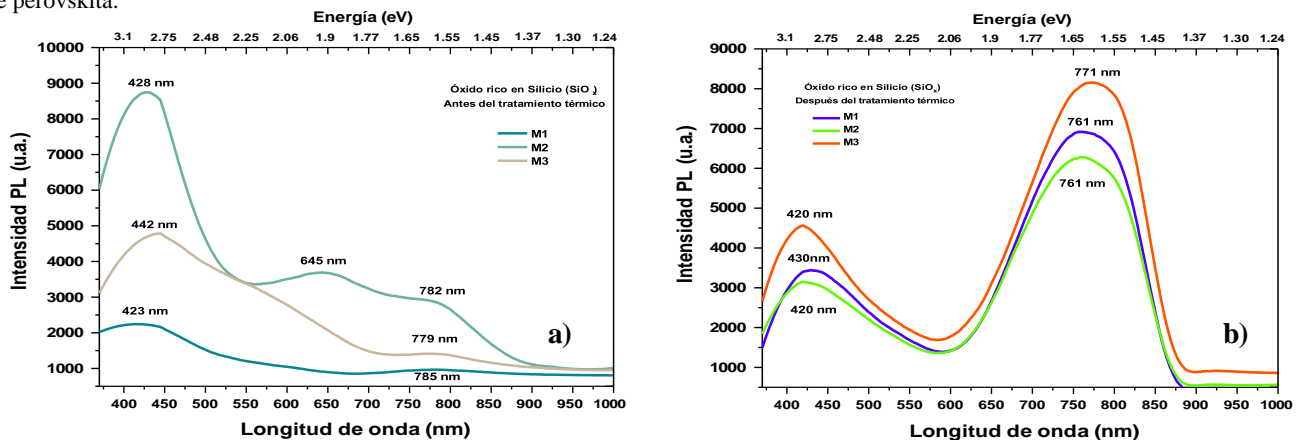 e perovskita.
Energía (eV)
3.1 2.75 2.48 2.25 2.06 1.9 1.77 1.65 1.55 1.45 1.37 1.30 1.24
10000
9000
8000
7000
6000
5000
4000
3000
2000
1000
Intensidad PL (u.a.)
428 nm
442 nm
423 nm
645 nm
782 nm
779 nm
785 nm
Óxido rico en Silicio (SiOx)
Antes del tratamiento térmico
M1
M2
M3
a)
400 450 500 550 600 650 700 750 800 850 900 950 1000
Longitud de onda (nm)
Energía (eV)
3.1 2.75 2.48 2.25 2.06 1.9 1.77 1.65 1.55 1.45 1.37 1.30 1.24
9000
8000
7000
6000
5000
4000
3000
2000
1000
Intensidad PL (u.a.)
Óxido rico en Silicio (SiOx)
Después del tratamiento térmico
M1
M2
M3
771 nm
761 nm
761 nm
420 nm
430nm
420 nm
b)
400 450 500 550 600 650 700 750 800 850 900 950 1000
Longitud de onda (nm)